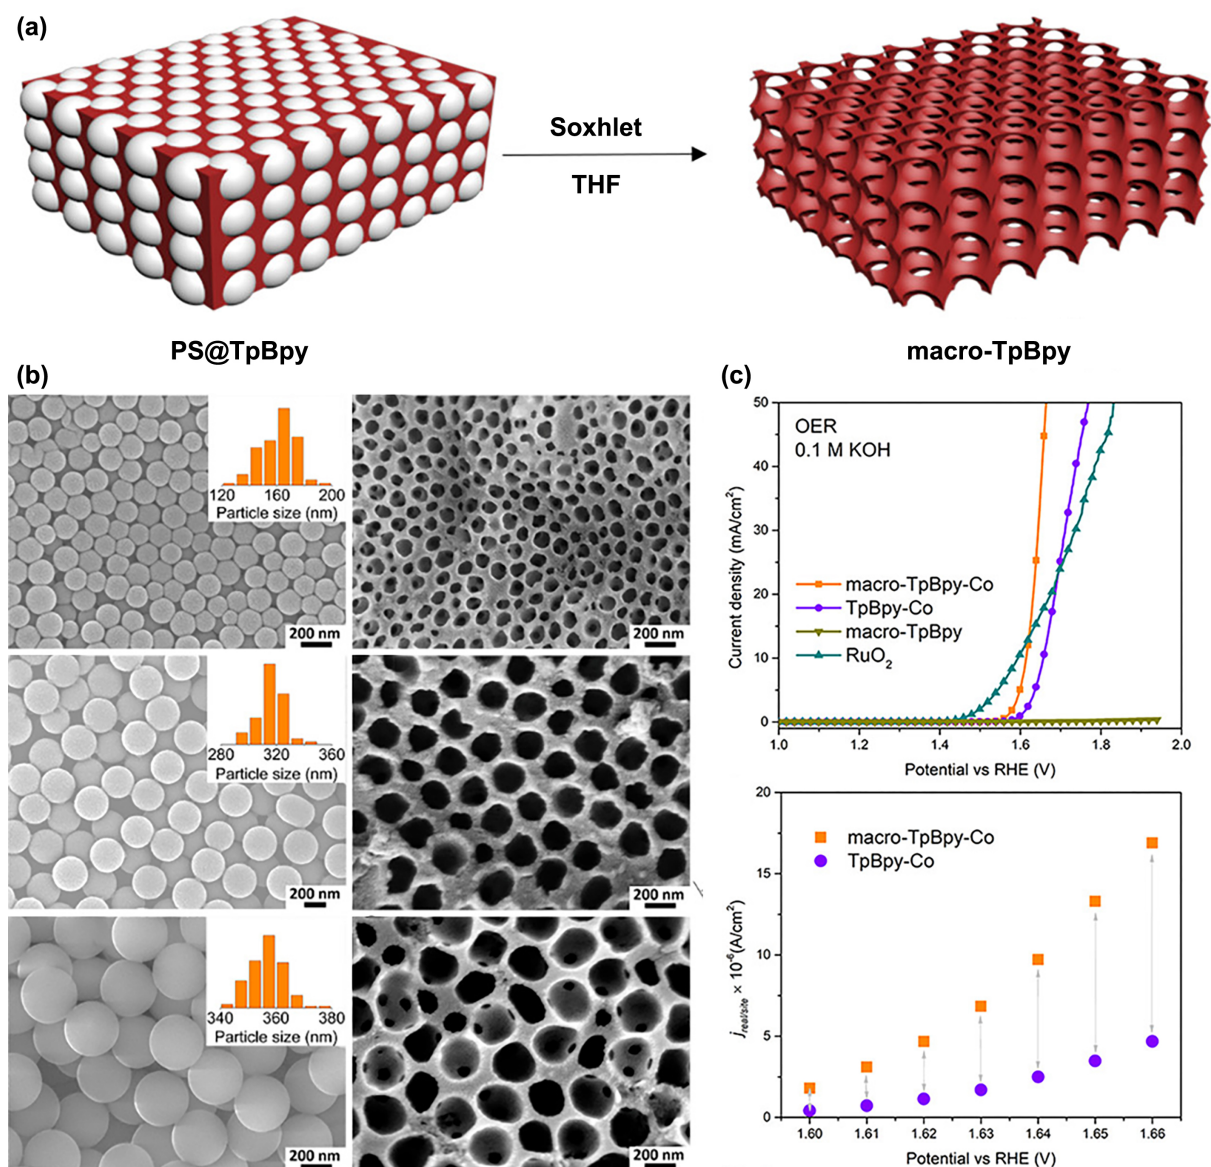 (a)
Soxhlet
THF
PS@TpBpy
macro-TpBpy
(b)
120 160 200
Particle size (nm)
200 nm
200 nm
280 320 360
Particle size (nm)
200 nm
200 nm
340 360 380
Particle size (nm)
200 nm
200 nm
(c)
50
40
30
20
10
0
Current density (mA/cm²)
OER
0.1 M KOH
macro-TpBpy-Co
TpBpy-Co
macro-TpBpy
RuO₂
1.0 1.2 1.4 1.6 1.8 2.0
Potential vs RHE (V)
20
15
10
5
0
j_real/site × 10⁻⁶(A/cm²)
macro-TpBpy-Co
TpBpy-Co
1.60 1.61 1.62 1.63 1.64 1.65 1.66
Potential vs RHE (V)